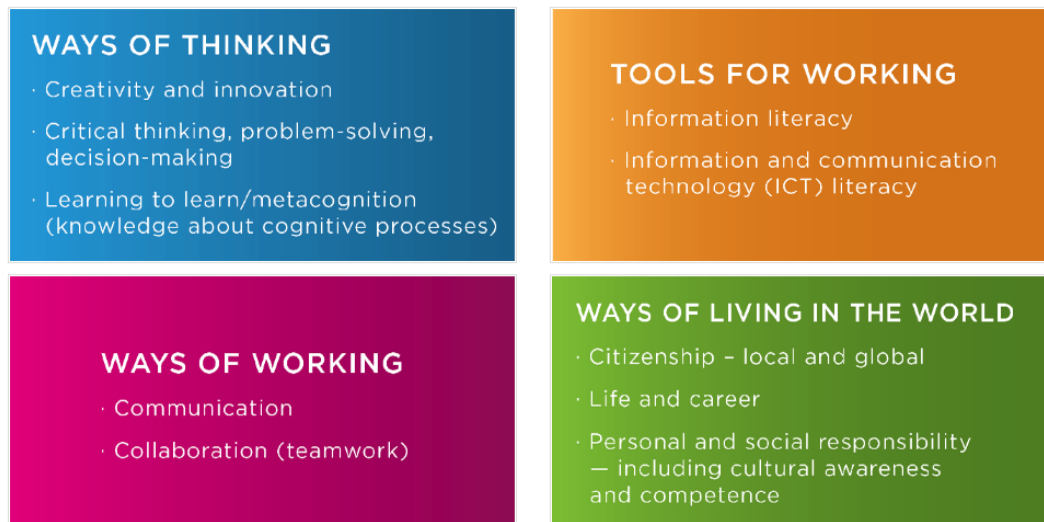 WAYS OF THINKING
· Creativity and innovation
· Critical thinking, problem-solving,
decision-making
· Learning to learn/metacognition
(knowledge about cognitive processes)
TOOLS FOR WORKING
· Information literacy
· Information and communication
technology (ICT) literacy
WAYS OF WORKING
· Communication
· Collaboration (teamwork)
WAYS OF LIVING IN THE WORLD
· Citizenship – local and global
· Life and career
· Personal and social responsibility
— including cultural awareness
and competence